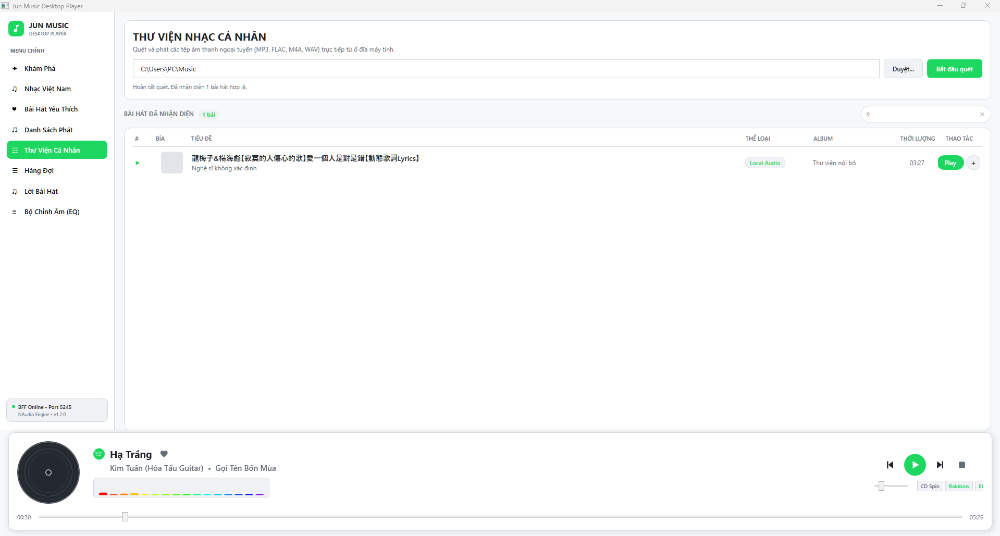 Jun Music Desktop Player
JUN MUSIC
DESKTOP PLAYER
MENU CHÍNH
Khám Phá
Nhạc Việt Nam
Bài Hát Yêu Thích
Danh Sách Phát
Thư Viện Cá Nhân
Hàng Đợi
Lời Bài Hát
Bộ Chỉnh Âm (EQ)
BFF Online • Port 5245
NAudio Engine • v1.2.0
THƯ VIỆN NHẠC CÁ NHÂN
Quét và phát các tệp âm thanh ngoại tuyến (MP3, FLAC, M4A, WAV) trực tiếp từ ổ đĩa máy tính.
C:\Users\PC\Music
Duyệt...
Bắt đầu quét
Hoàn tất quét. Đã nhận diện 1 bài hát hợp lệ.
BÀI HÁT ĐÃ NHẬN DIỆN 1 bài
# BÌA TIÊU ĐỀ THỂ LOẠI ALBUM THỜI LƯỢNG THAO TÁC
龍梅子&楊海彪【寂寞的人傷心的歌】愛一個人是對是錯【動態歌詞Lyrics】
Nghệ sĩ không xác định
Local Audio
Thư viện nội bộ
03:27
Play
+
Hạ Trắng
Kim Tuấn (Hòa Tấu Guitar) • Gọi Tên Bốn Mùa
CD Spin
Rainbow
00:30
05:26